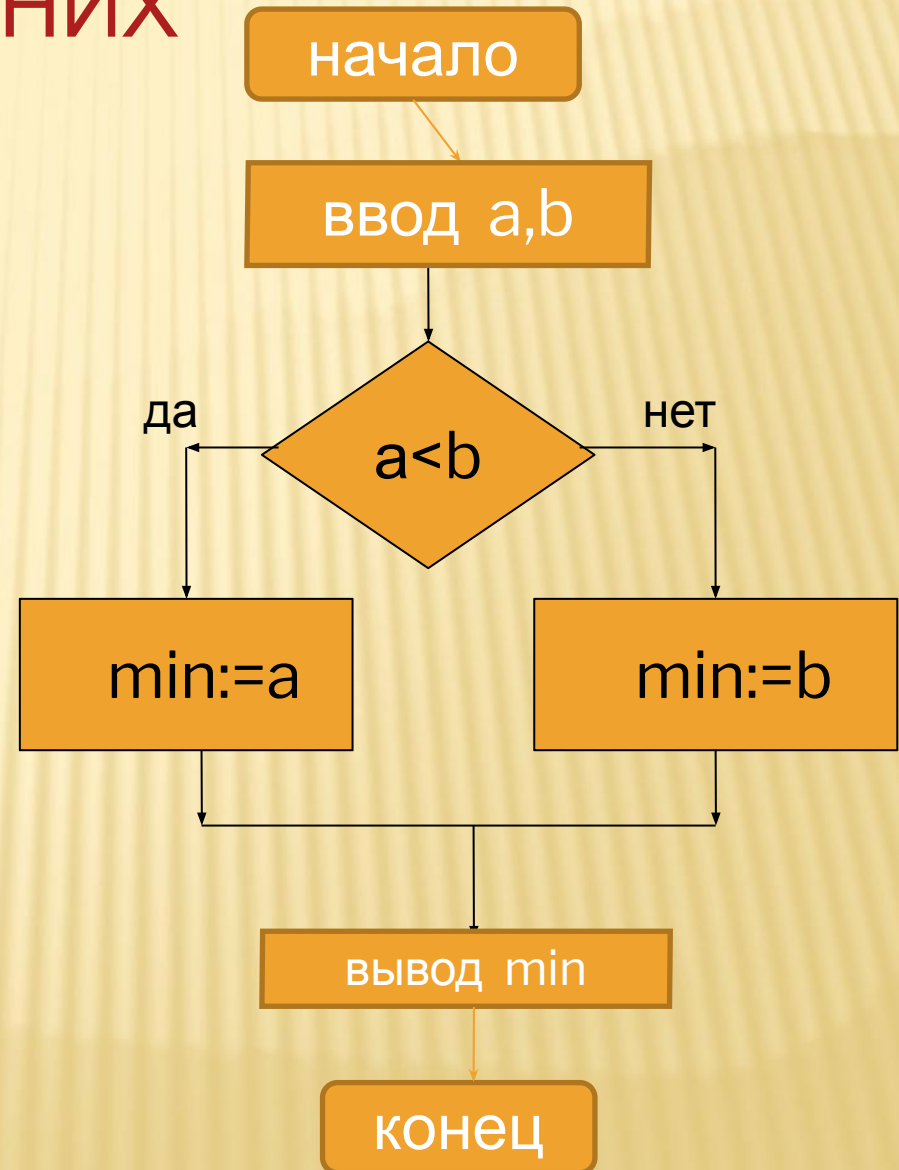 них
начало
ввод a,b
да
нет
a<b
min:=a
min:=b
вывод min
конец